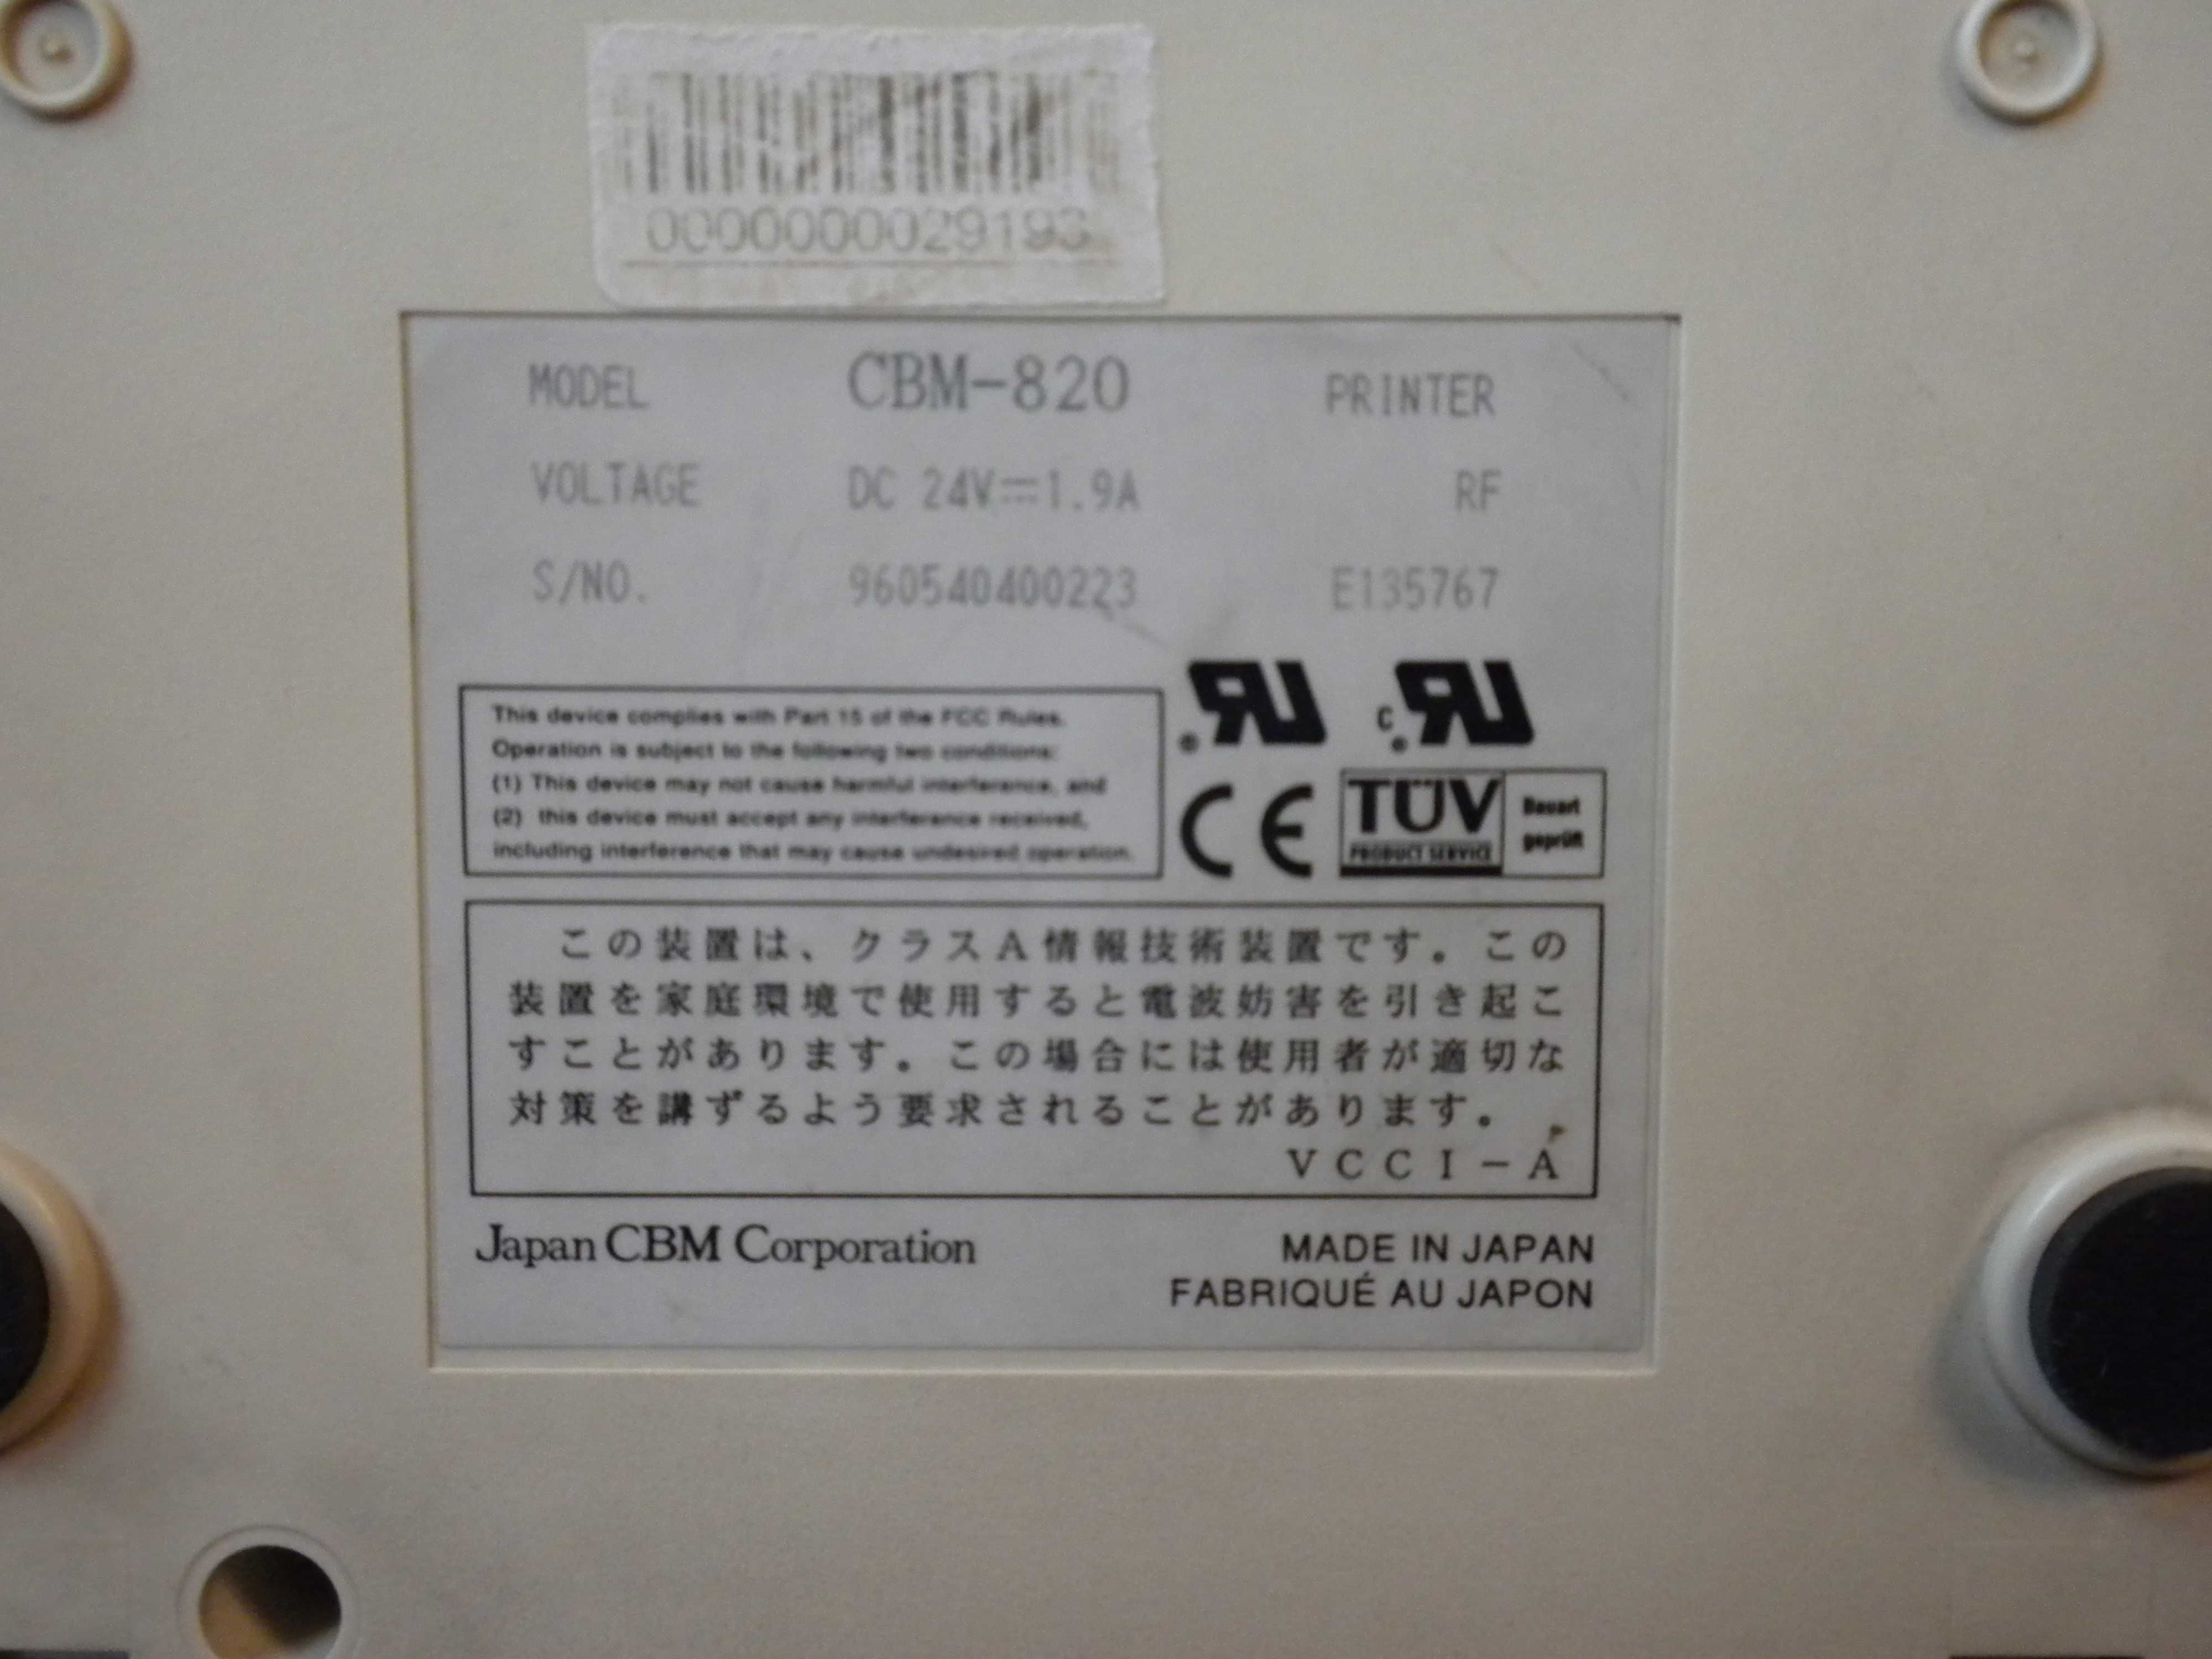 0000000029193
MODEL CBM-820 PRINTER
VOLTAGE DC 24V⎓1.9A RF
S/NO. 960540400223 E135767
This device complies with Part 15 of the FCC Rules.
Operation is subject to the following two conditions:
(1) This device may not cause harmful interference, and
(2) this device must accept any interference received,
including interference that may cause undesired operation.
CE TÜV Bauart
PRODUCT SERVICE geprüft
この装置は、クラスA情報技術装置です。この
装置を家庭環境で使用すると電波妨害を引き起こ
すことがあります。この場合には使用者が適切な
対策を講ずるよう要求されることがあります。
VCCI-A
Japan CBM Corporation MADE IN JAPAN
FABRIQUÉ AU JAPON